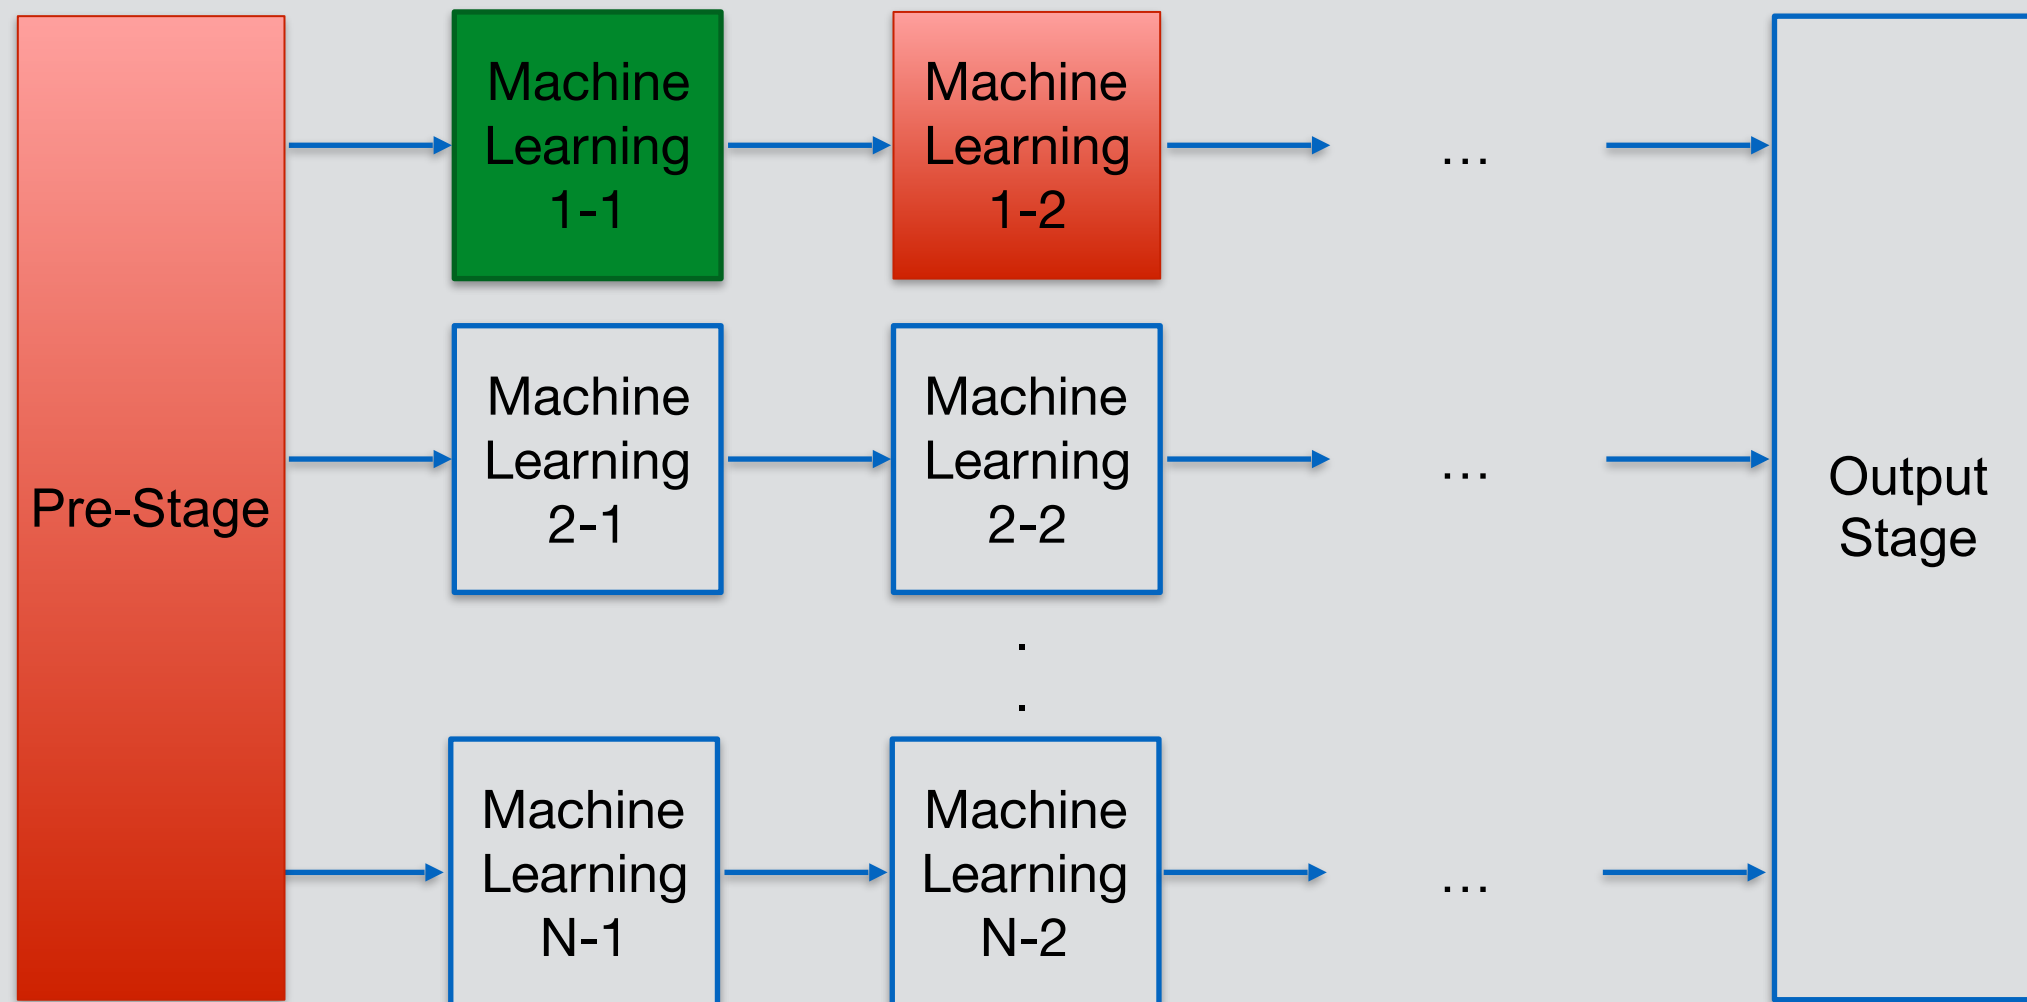 Pre-Stage
Machine
Learning
1-1
Machine
Learning
1-2
...
Machine
Learning
2-1
Machine
Learning
2-2
...
.
.
Machine
Learning
N-1
Machine
Learning
N-2
...
Output
Stage